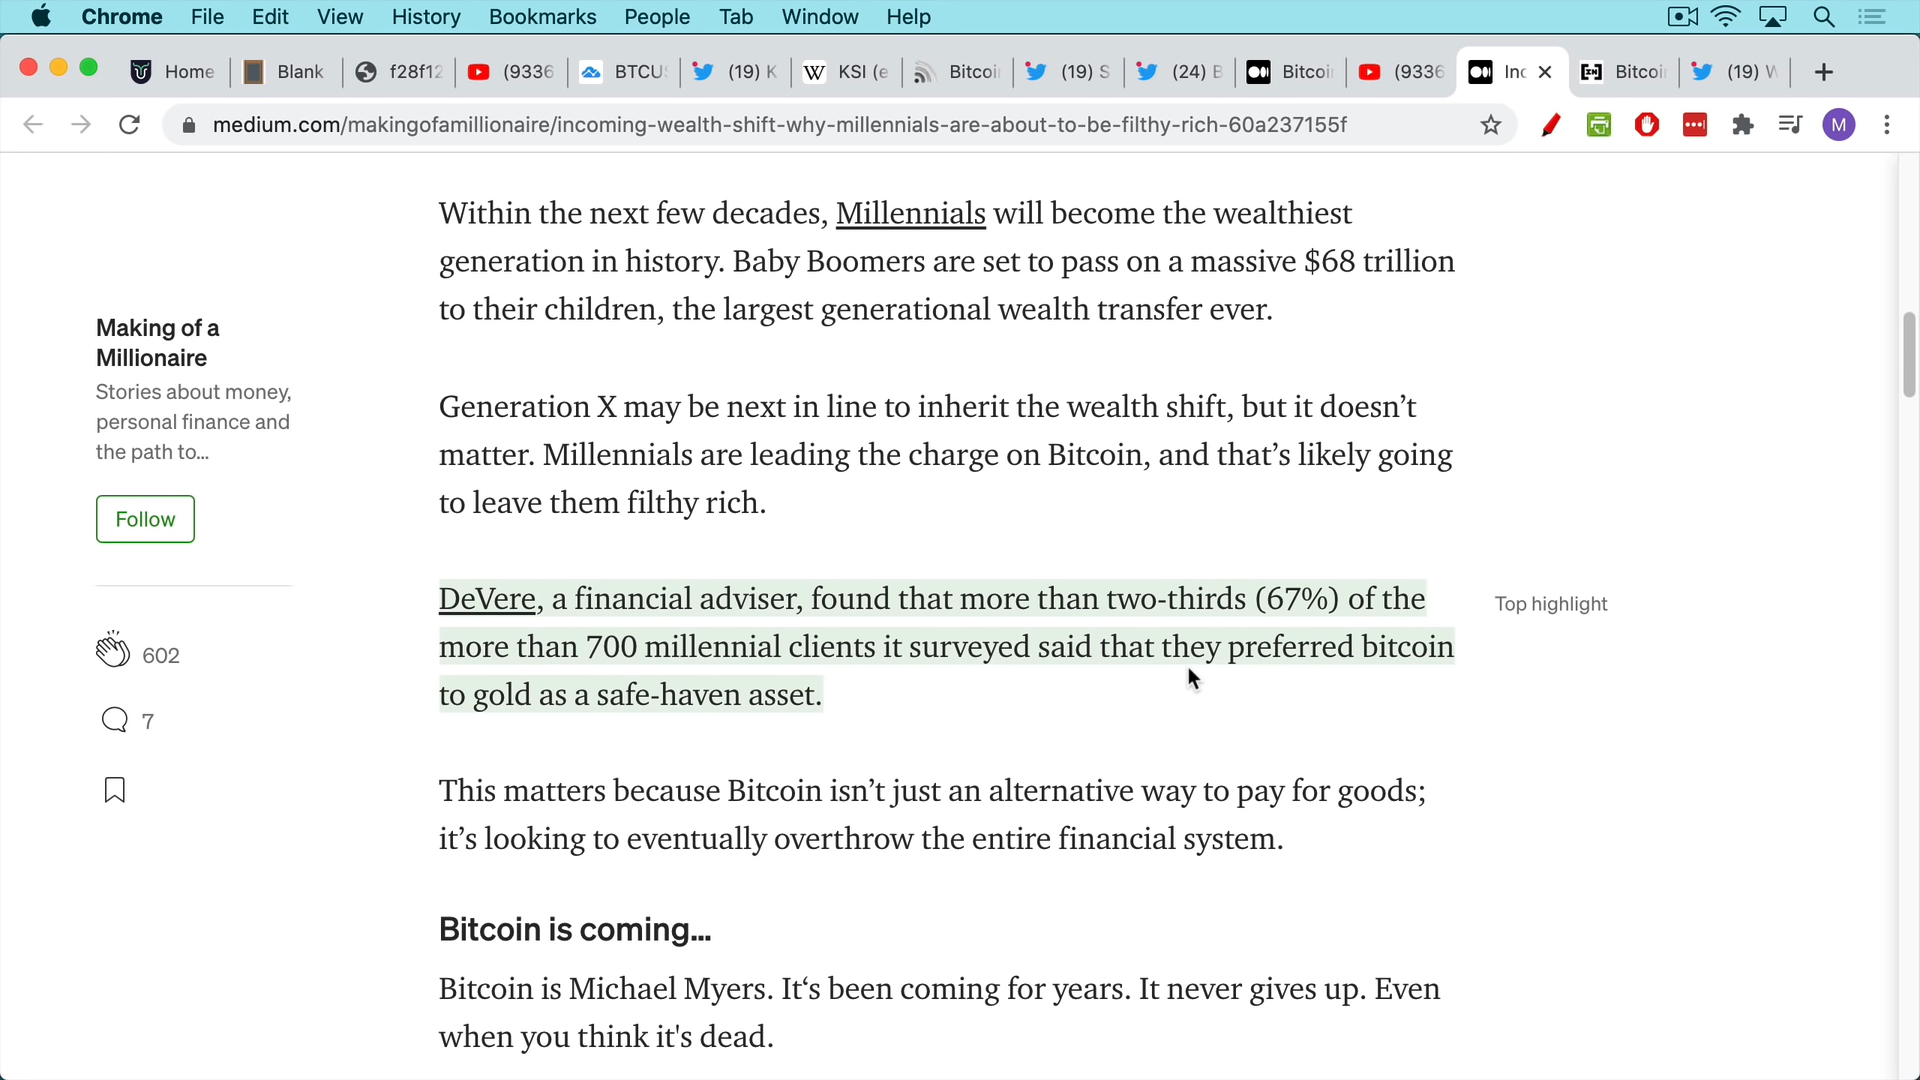 Chrome File Edit View History Bookmarks People Tab Window Help
Home Blank f28f12 (9336 BTCUS (19) K KSI (e Bitcoi (19) S (24) B Bitcoi (9336 Inc Bitcoi (19) W
medium.com/makingofamillionaire/incoming-wealth-shift-why-millennials-are-about-to-be-filthy-rich-60a237155f
M
Within the next few decades, Millennials will become the wealthiest
generation in history. Baby Boomers are set to pass on a massive $68 trillion
to their children, the largest generational wealth transfer ever.
Making of a
Millionaire
Stories about money,
personal finance and
the path to...
Follow
602
7
Generation X may be next in line to inherit the wealth shift, but it doesn’t
matter. Millennials are leading the charge on Bitcoin, and that’s likely going
to leave them filthy rich.
DeVere, a financial adviser, found that more than two-thirds (67%) of the
more than 700 millennial clients it surveyed said that they preferred bitcoin
to gold as a safe-haven asset.
Top highlight
This matters because Bitcoin isn’t just an alternative way to pay for goods;
it’s looking to eventually overthrow the entire financial system.
Bitcoin is coming...
Bitcoin is Michael Myers. It‘s been coming for years. It never gives up. Even
when you think it's dead.